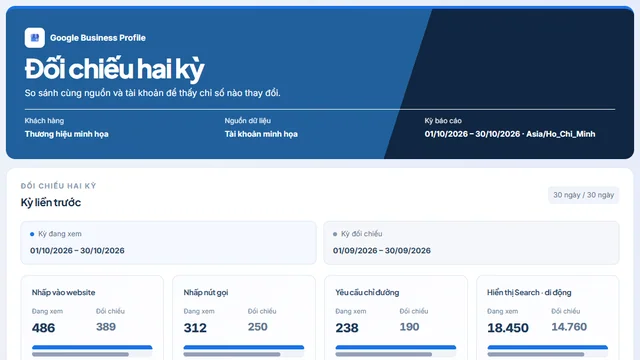 Google Business Profile
Đối chiếu hai kỳ
So sánh cùng nguồn và tài khoản để thấy chỉ số nào thay đổi.
Khách hàng
Thương hiệu minh họa
Nguồn dữ liệu
Tài khoản minh họa
Kỳ báo cáo
01/10/2026 – 30/10/2026 · Asia/Ho_Chi_Minh
ĐỐI CHIẾU HAI KỲ
Kỳ liền trước
30 ngày / 30 ngày
Kỳ đang xem
01/10/2026 – 30/10/2026
Kỳ đối chiếu
01/09/2026 – 30/09/2026
Nhấp vào website
Đang xem
486
Đối chiếu
389
Nhấp nút gọi
Đang xem
312
Đối chiếu
250
Yêu cầu chỉ đường
Đang xem
238
Đối chiếu
190
Hiển thị Search · di động
Đang xem
18.450
Đối chiếu
14.760